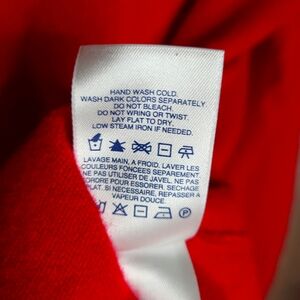 HAND WASH COLD.
WASH DARK COLORS SEPARATELY.
DO NOT BLEACH.
DO NOT WRING OR TWIST.
LAY FLAT TO DRY.
LOW STEAM IRON IF NEEDED.
LAVAGE MAIN, A FROID. LAVER LES
COULEURS FONCÉES SEPAREMENT.
NE PAS UTILISER DE JAVEL. NE PAS
TORDRE POUR ESSORER. SECHAGE
PLAT. SI NECESSAIRE, REPASSER A
VAPEUR DOUCE.
P